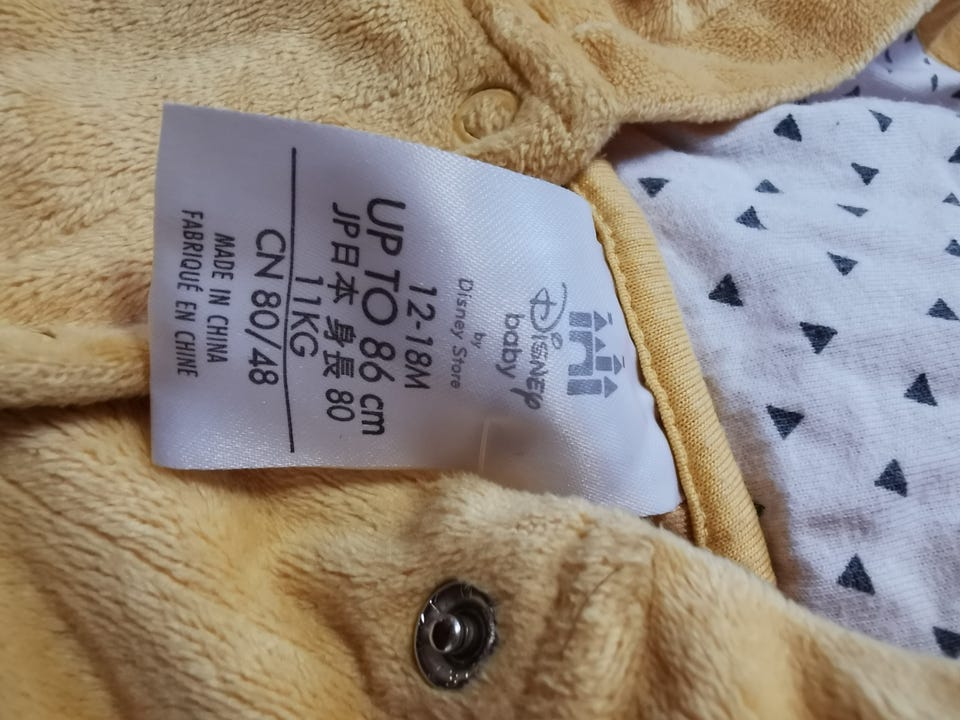 Disney
baby
by
Disney Store
12-18M
UP TO 86 cm
JP日本 身長 80
11KG
CN 80/48
MADE IN CHINA
FABRIQUÉ EN CHINE